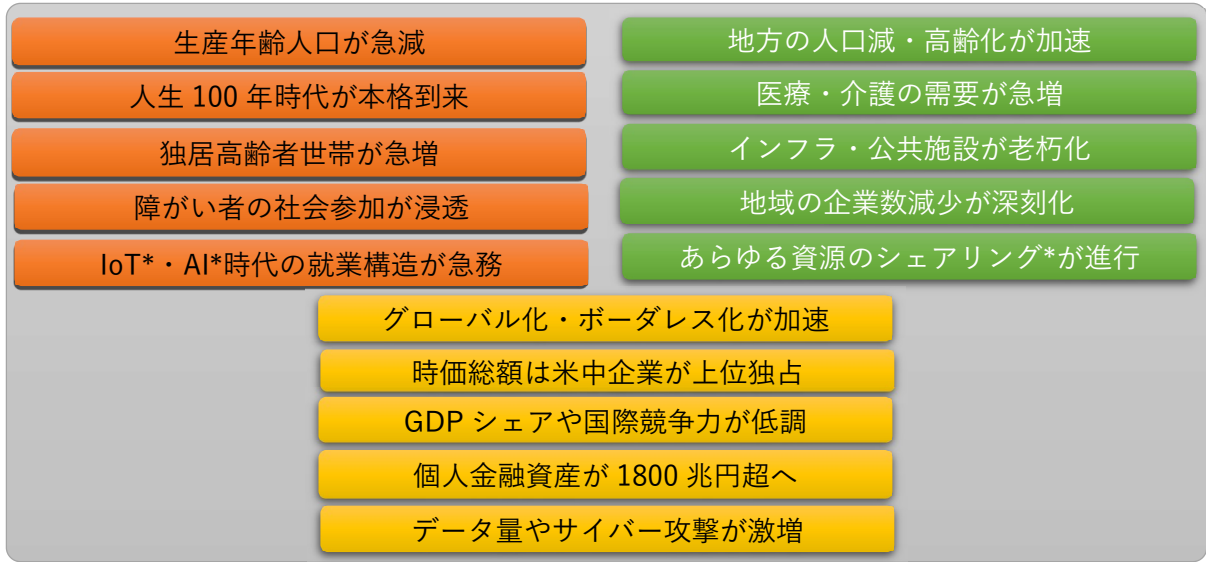 生産年齢人口が急減
人生 100 年時代が本格到来
独居高齢者世帯が急増
障がい者の社会参加が浸透
IoT*・AI*時代の就業構造が急務
地方の人口減・高齢化が加速
医療・介護の需要が急増
インフラ・公共施設が老朽化
地域の企業数減少が深刻化
あらゆる資源のシェアリング*が進行
グローバル化・ボーダレス化が加速
時価総額は米中企業が上位独占
GDP シェアや国際競争力が低調
個人金融資産が 1800 兆円超へ
データ量やサイバー攻撃が激増